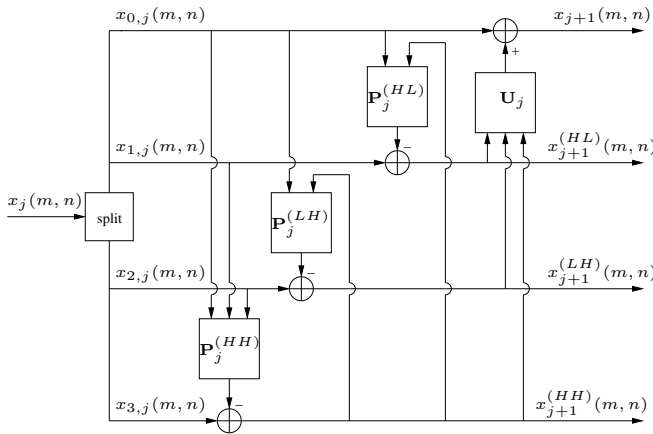 x_{0,j}(m, n)
x_{j+1}(m, n)
+
P_j^{(HL)}
U_j
−
x_{1,j}(m, n)
x_{j+1}^{(HL)}(m, n)
x_j(m, n)
split
P_j^{(LH)}
−
x_{2,j}(m, n)
x_{j+1}^{(LH)}(m, n)
P_j^{(HH)}
−
x_{3,j}(m, n)
x_{j+1}^{(HH)}(m, n)